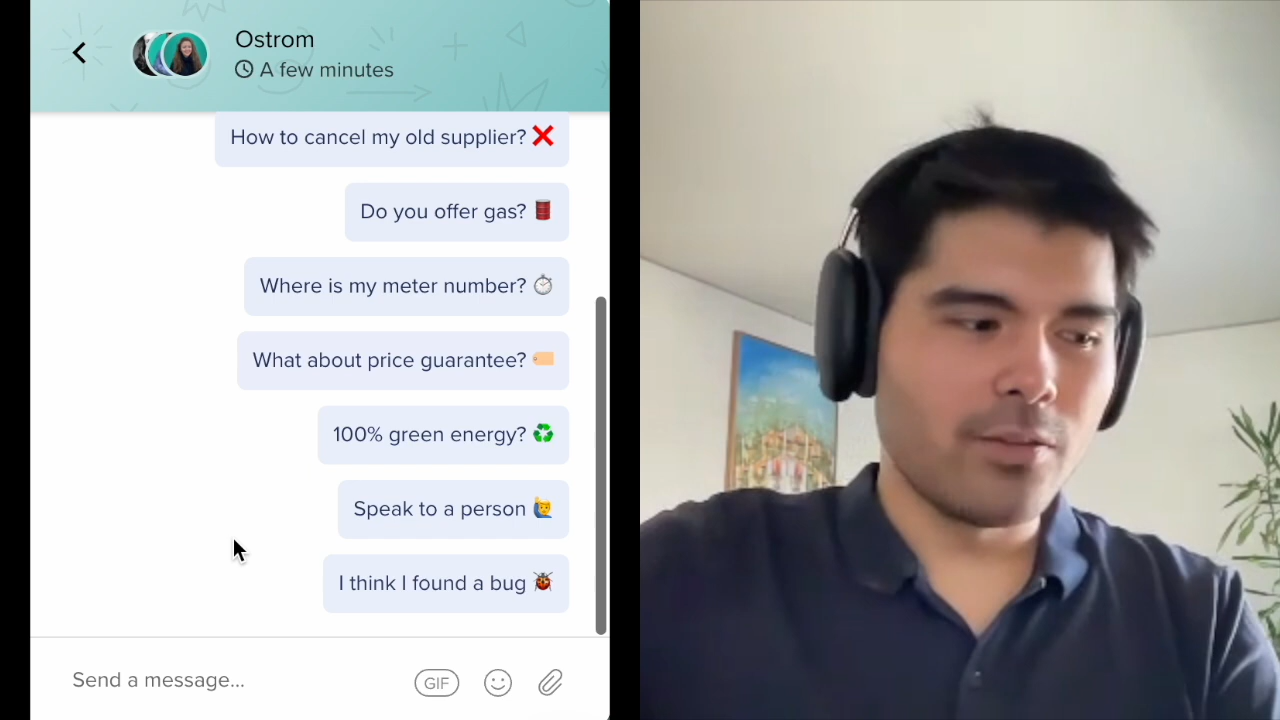 Ostrom
A few minutes
How to cancel my old supplier? ❌
Do you offer gas? 🛢️
Where is my meter number? ⏱️
What about price guarantee? 🏷️
100% green energy? ♻️
Speak to a person 🙋‍♂️
I think I found a bug 🐞
Send a message...
GIF